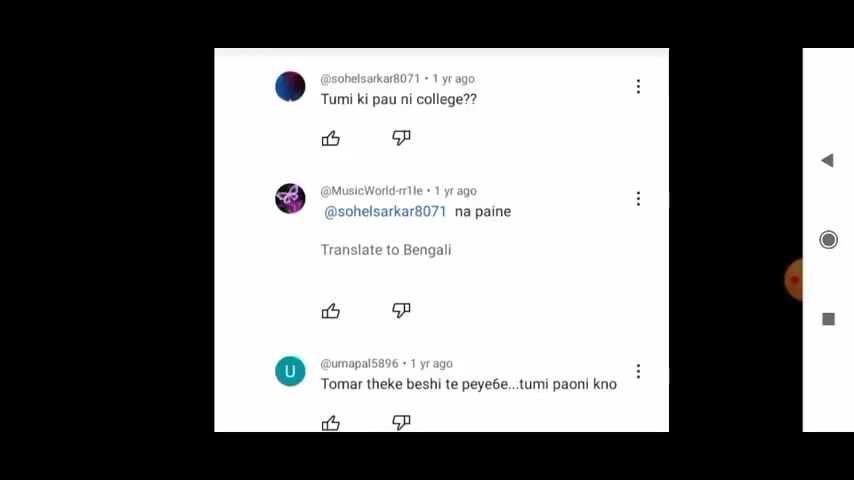 @sohelsarkar8071 • 1 yr ago
Tumi ki pau ni college??
@MusicWorld-rr1le • 1 yr ago
@sohelsarkar8071 na paine
Translate to Bengali
U
@umapal5896 • 1 yr ago
Tomar theke beshi te peye6e...tumi paoni kno